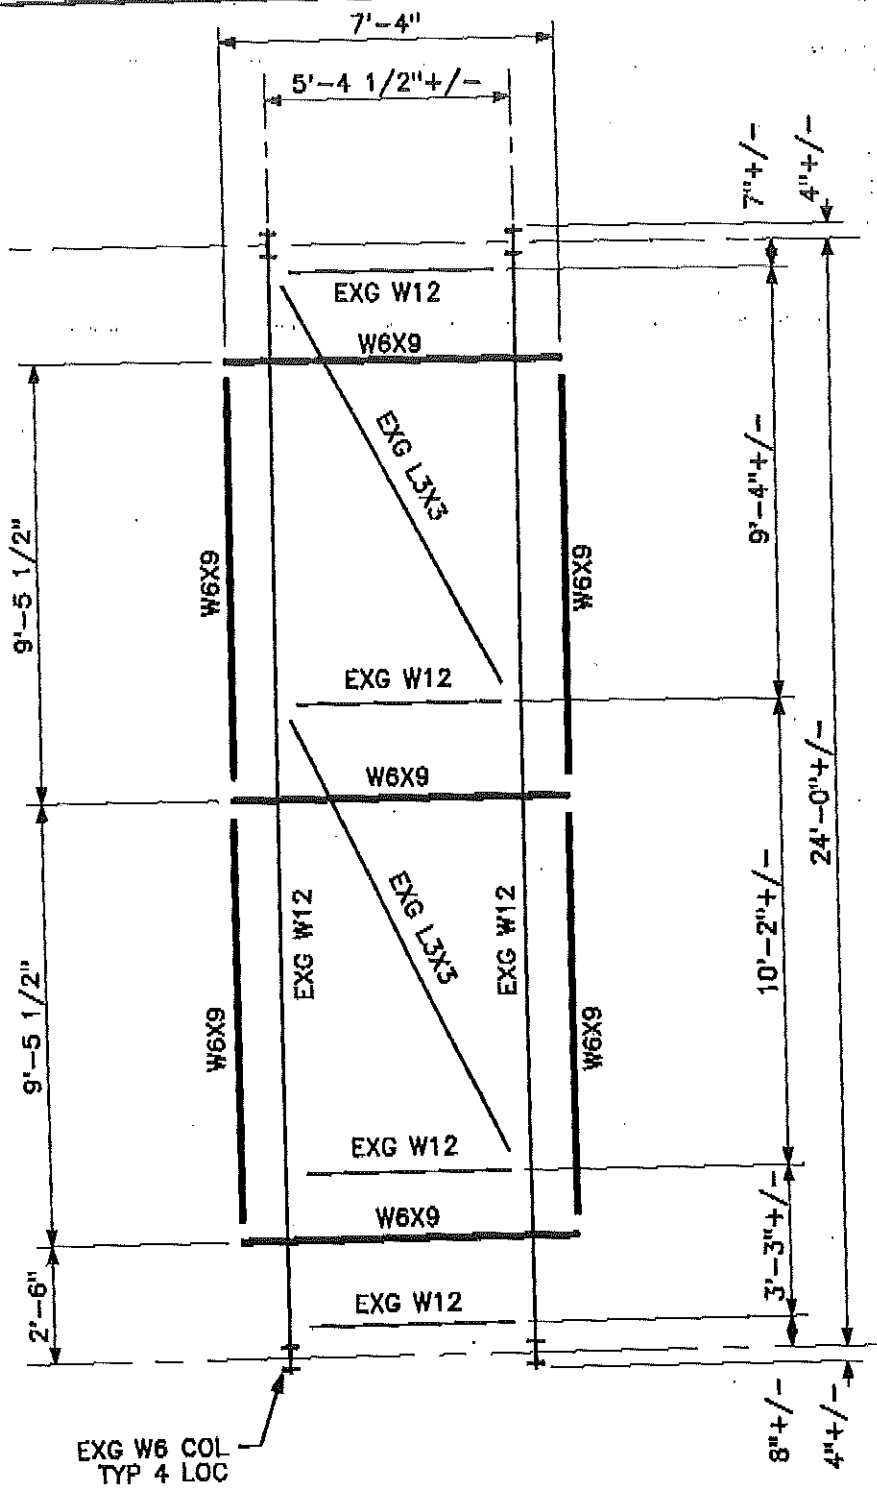 7'-4"
5'-4 1/2"+/-
7"+/-
4"+/-
EXG W12
W6X9
EXG L3X3
9'-4"+/-
9'-5 1/2"
W6X9
W6X9
EXG W12
W6X9
24'-0"+/-
EXG W12
EXG L3X3
EXG W12
10'-2"+/-
9'-5 1/2"
W6X9
W6X9
EXG W12
W6X9
3'-3"+/-
2'-6"
EXG W12
8"+/-
4"+/-
EXG W6 COL
TYP 4 LOC